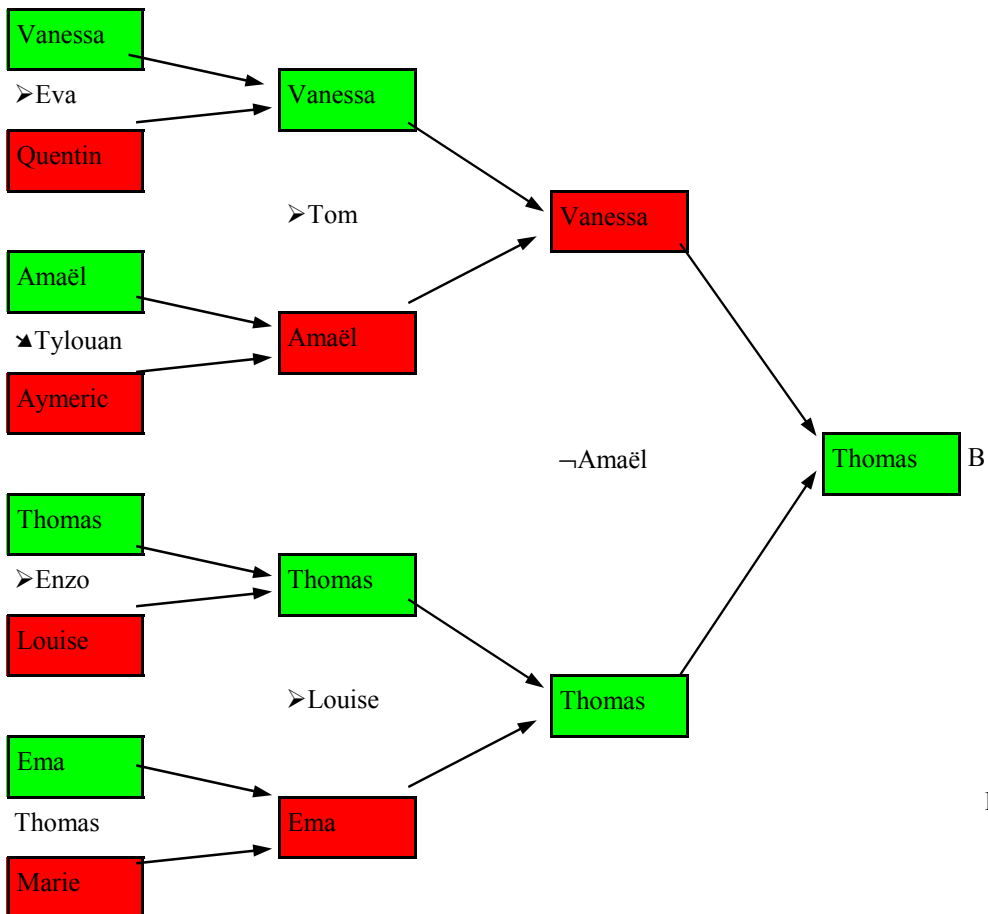 Vanessa
➢Eva
Quentin
Amaël
➘Tylouan
Aymeric
Thomas
➢Enzo
Louise
Ema
Thomas
Marie
Vanessa
➢Tom
Amaël
Thomas
➢Louise
Ema
Vanessa
¬Amaël
Thomas
Thomas
B